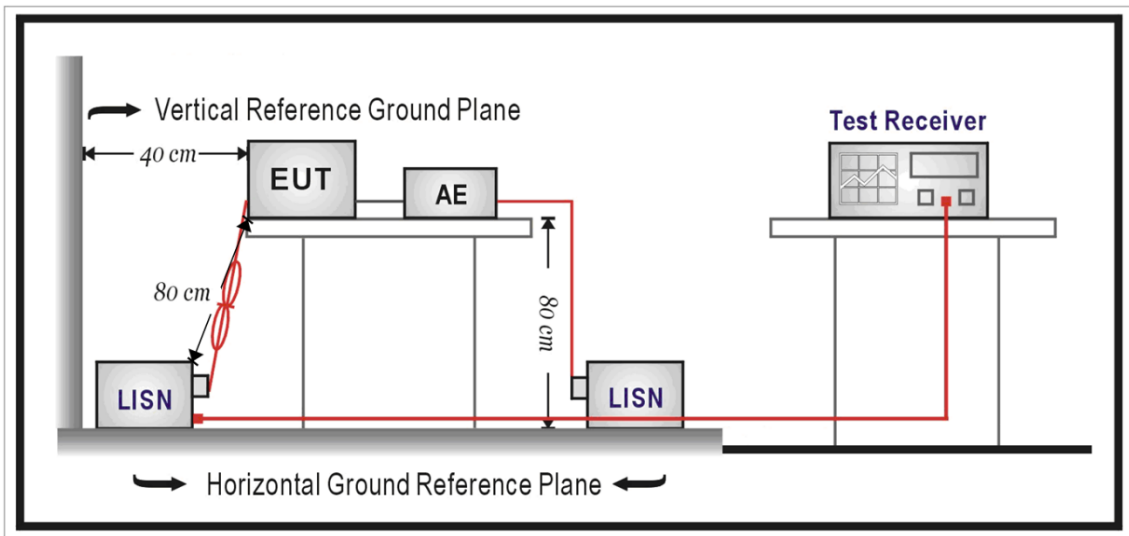 Vertical Reference Ground Plane
Test Receiver
40 cm
EUT
AE
80 cm
80 cm
LISN
LISN
Horizontal Ground Reference Plane